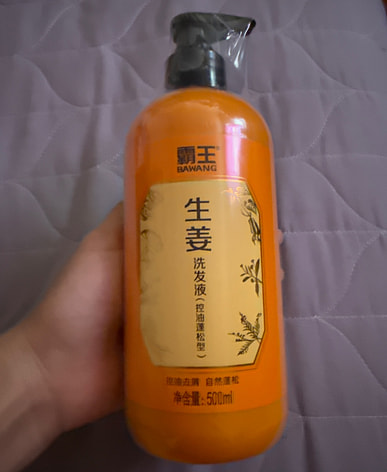 霸王®
BAWANG
生姜
洗发液(控油蓬松型)
控油去屑 自然蓬松
净含量:500ml